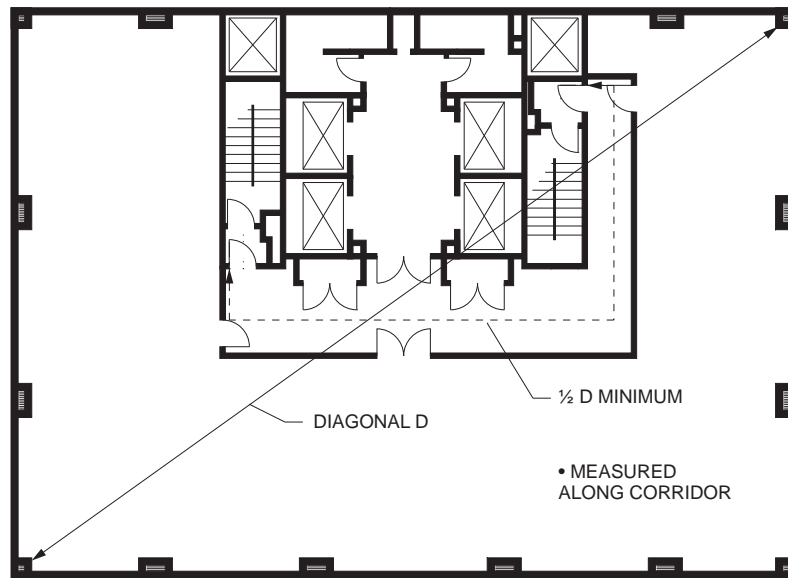 ½ D MINIMUM
DIAGONAL D
• MEASURED
ALONG CORRIDOR